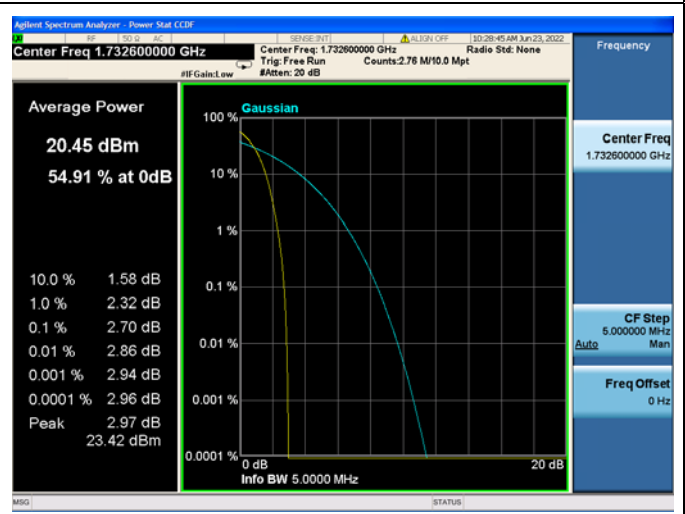 Agilent Spectrum Analyzer - Power Stat CCDF
RF 50 Ω AC SENSE:INT ALIGN OFF 10:28:45 AM Jun 23, 2022
Center Freq 1.732600000 GHz
Center Freq: 1.732600000 GHz Radio Std: None
Trig: Free Run Counts:2.76 M/10.0 Mpt
#IFGain:Low #Atten: 20 dB
Frequency
Average Power
20.45 dBm
54.91 % at 0dB
10.0 % 1.58 dB
1.0 % 2.32 dB
0.1 % 2.70 dB
0.01 % 2.86 dB
0.001 % 2.94 dB
0.0001 % 2.96 dB
Peak 2.97 dB
23.42 dBm
Gaussian
100 %
10 %
1 %
0.1 %
0.01 %
0.001 %
0.0001 %
0 dB 20 dB
Info BW 5.0000 MHz
Center Freq
1.732600000 GHz
CF Step
5.000000 MHz
Auto Man
Freq Offset
0 Hz
MSG STATUS